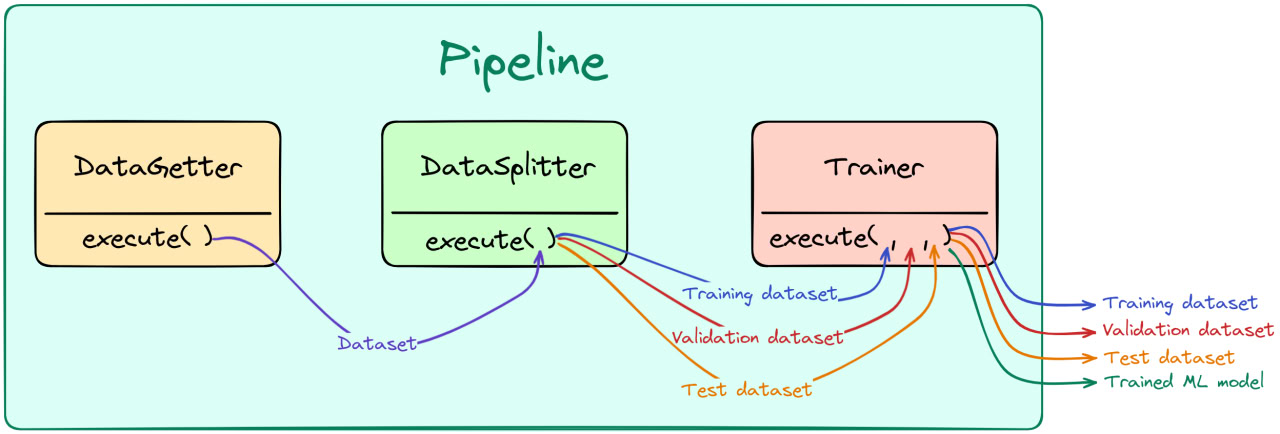 Pipeline
DataGetter
execute( )
DataSplitter
execute( )
Trainer
execute( , , )
Dataset
Training dataset
Validation dataset
Test dataset
Training dataset
Validation dataset
Test dataset
Trained ML model